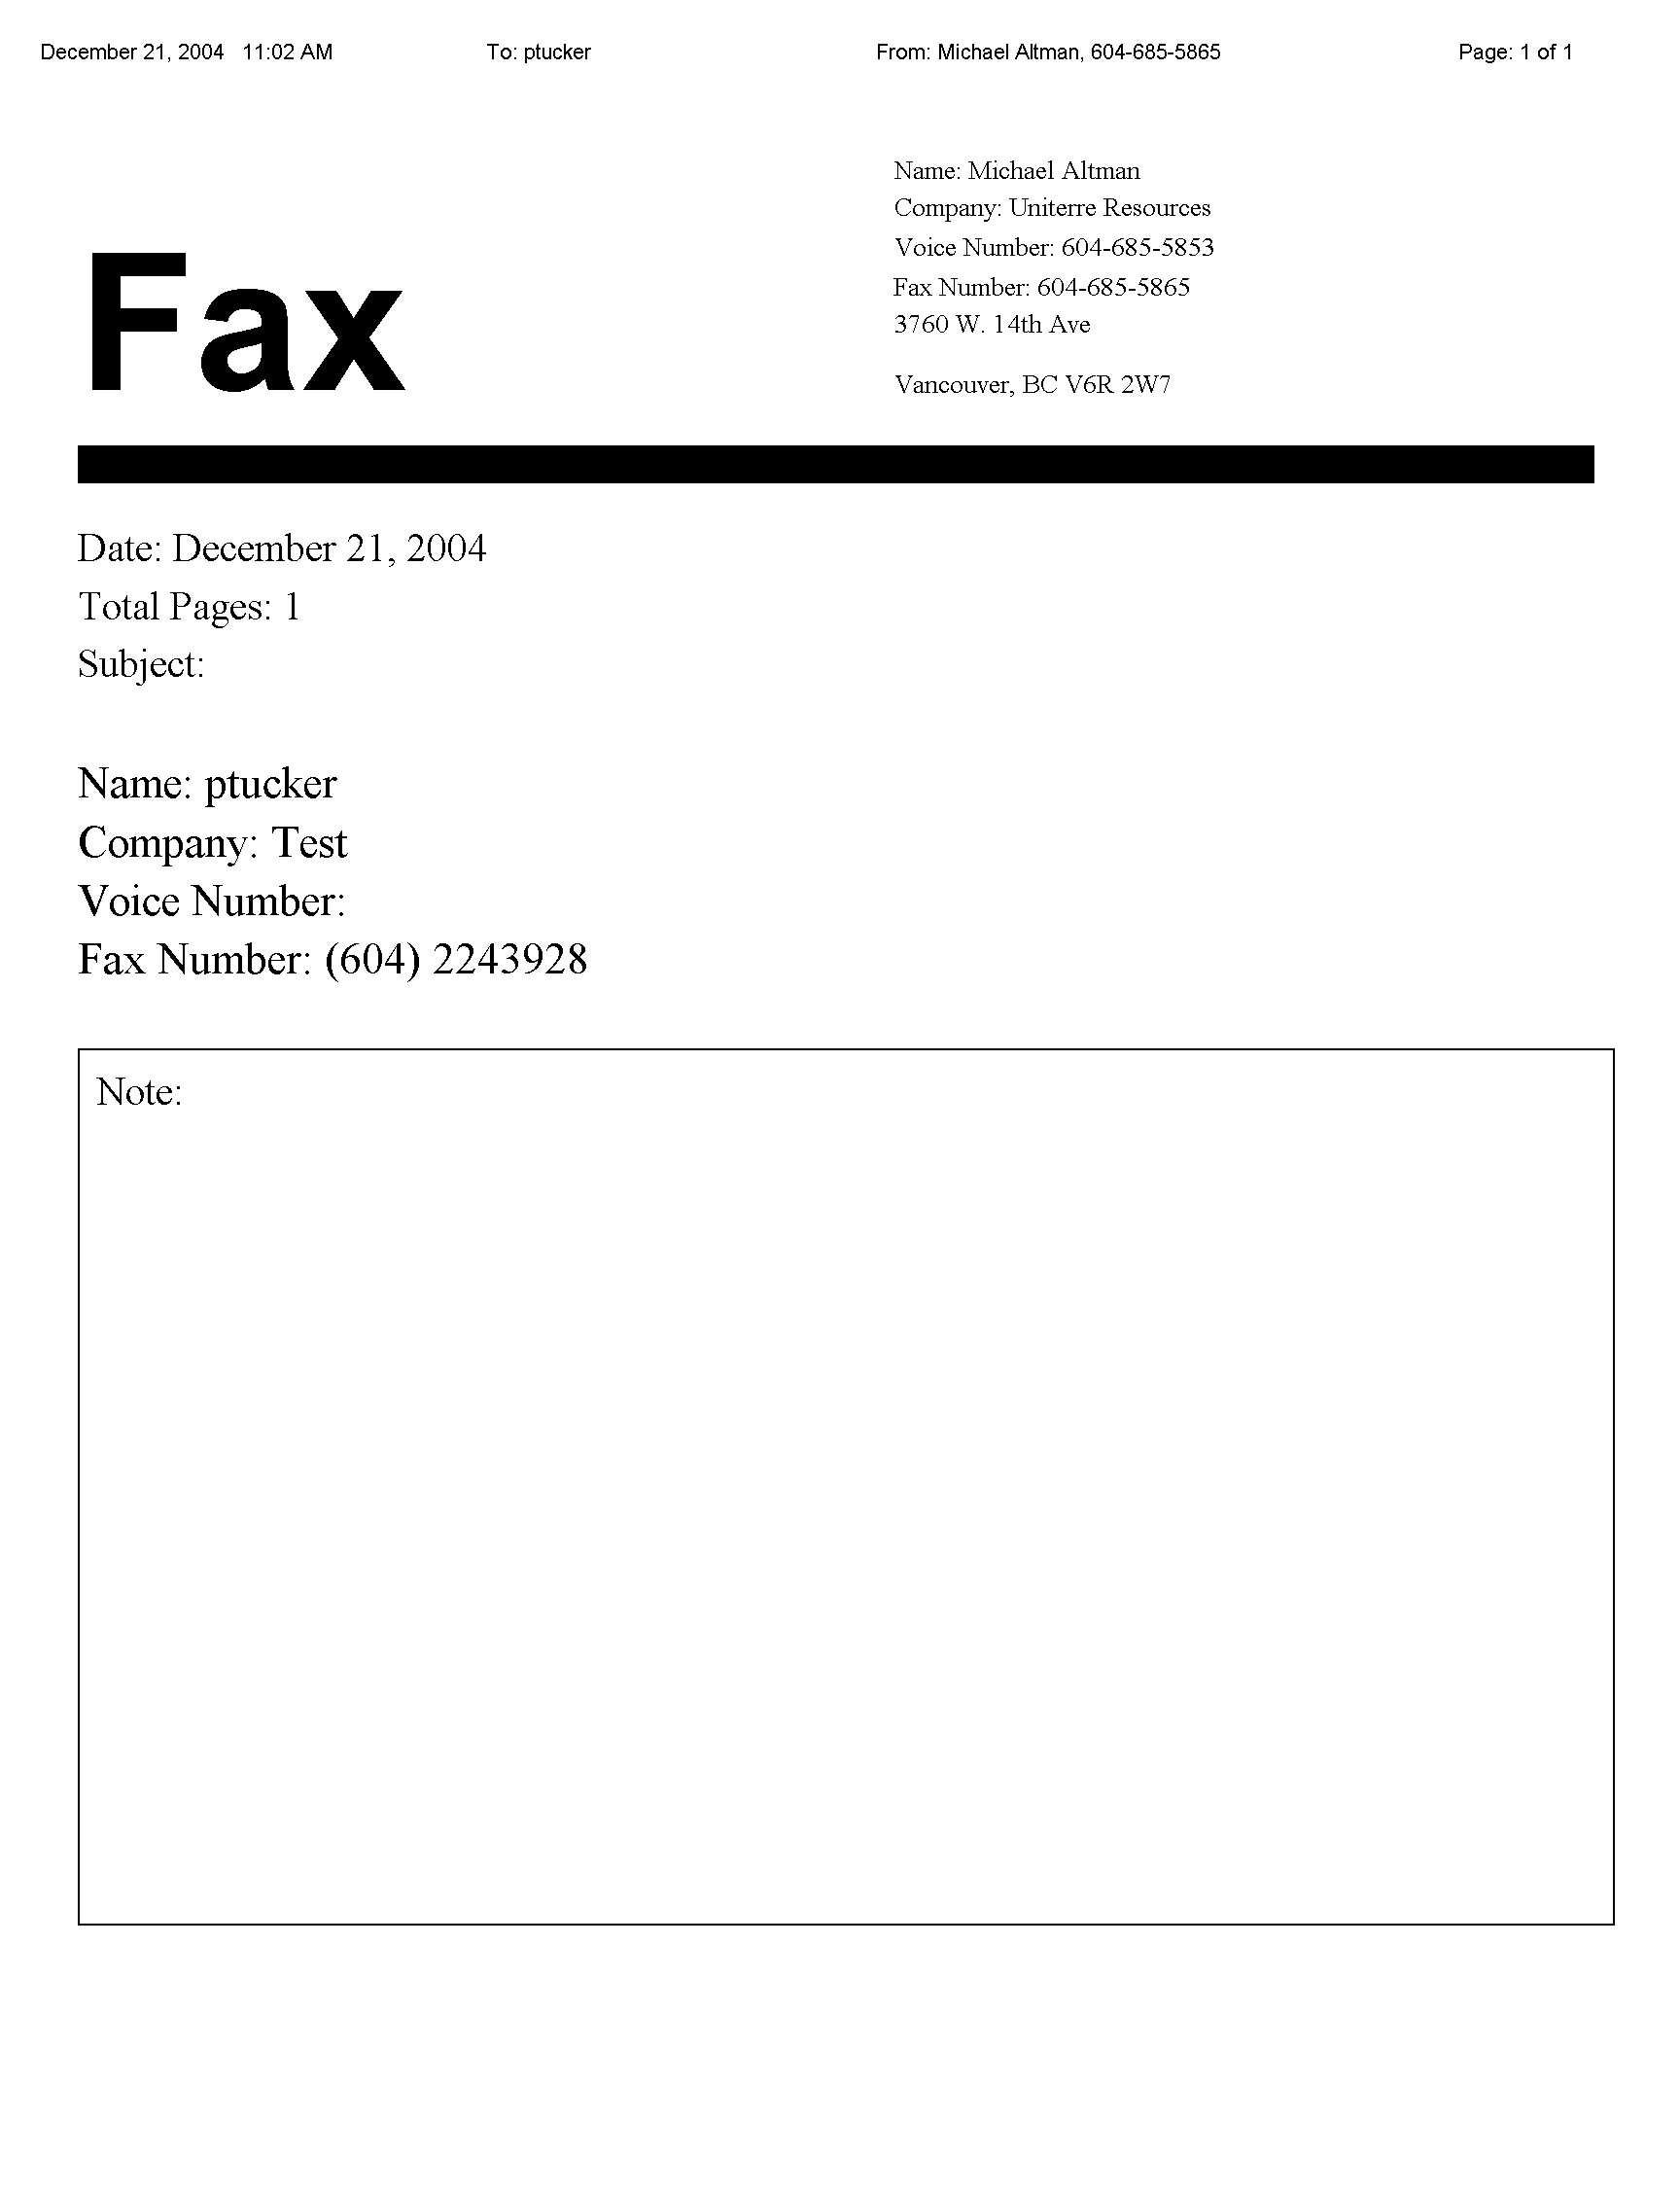 December 21, 2004 11:02 AM To: ptucker From: Michael Altman, 604-685-5865 Page: 1 of 1
Name: Michael Altman
Company: Uniterre Resources
Voice Number: 604-685-5853
Fax Number: 604-685-5865
3760 W. 14th Ave
Vancouver, BC V6R 2W7
Fax
Date: December 21, 2004
Total Pages: 1
Subject:
Name: ptucker
Company: Test
Voice Number:
Fax Number: (604) 2243928
Note: